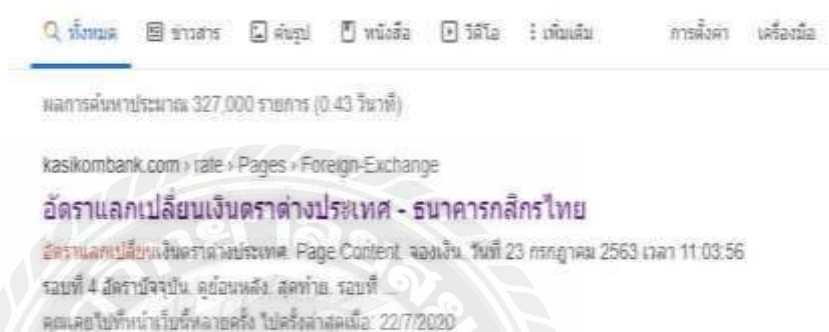 ทั้งหมด ข่าวสาร ค้นรูป หนังสือ วิดีโอ เพิ่มเติม การตั้งค่า เครื่องมือ
ผลการค้นหาประมาณ 327,000 รายการ (0.43 วินาที)
kasikornbank.com › rate › Pages › Foreign-Exchange
อัตราแลกเปลี่ยนเงินตราต่างประเทศ - ธนาคารกสิกรไทย
อัตราแลกเปลี่ยนเงินตราต่างประเทศ. Page Content. จองเงิน. วันที่ 23 กรกฎาคม 2563 เวลา 11:03:56
รอบที่ 4 อัตราปัจจุบัน. ดูย้อนหลัง. สุดท้าย. รอบที่ ...
คุณเคยไปที่หน้าเว็บนี้หลายครั้ง ไปครั้งล่าสุดเมื่อ: 22/7/2020